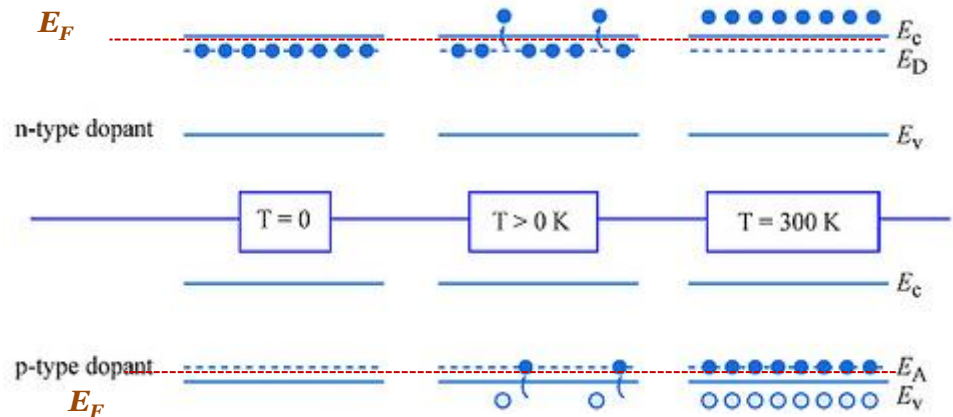 E_F
E_c
E_D
n-type dopant
E_v
T = 0
T > 0 K
T = 300 K
E_c
p-type dopant
E_A
E_F
E_v